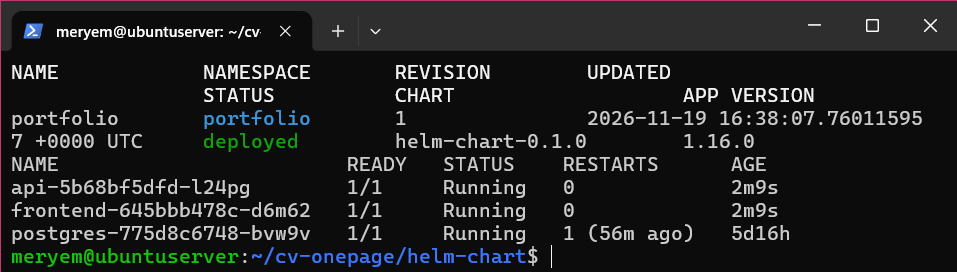 meryem@ubuntuserver: ~/cv-
NAME NAMESPACE REVISION UPDATED
STATUS CHART APP VERSION
portfolio portfolio 1 2026-11-19 16:38:07.76011595
7 +0000 UTC deployed helm-chart-0.1.0 1.16.0
NAME READY STATUS RESTARTS AGE
api-5b68bf5dfd-l24pg 1/1 Running 0 2m9s
frontend-645bbb478c-d6m62 1/1 Running 0 2m9s
postgres-775d8c6748-bvw9v 1/1 Running 1 (56m ago) 5d16h
meryem@ubuntuserver:~/cv-onepage/helm-chart$